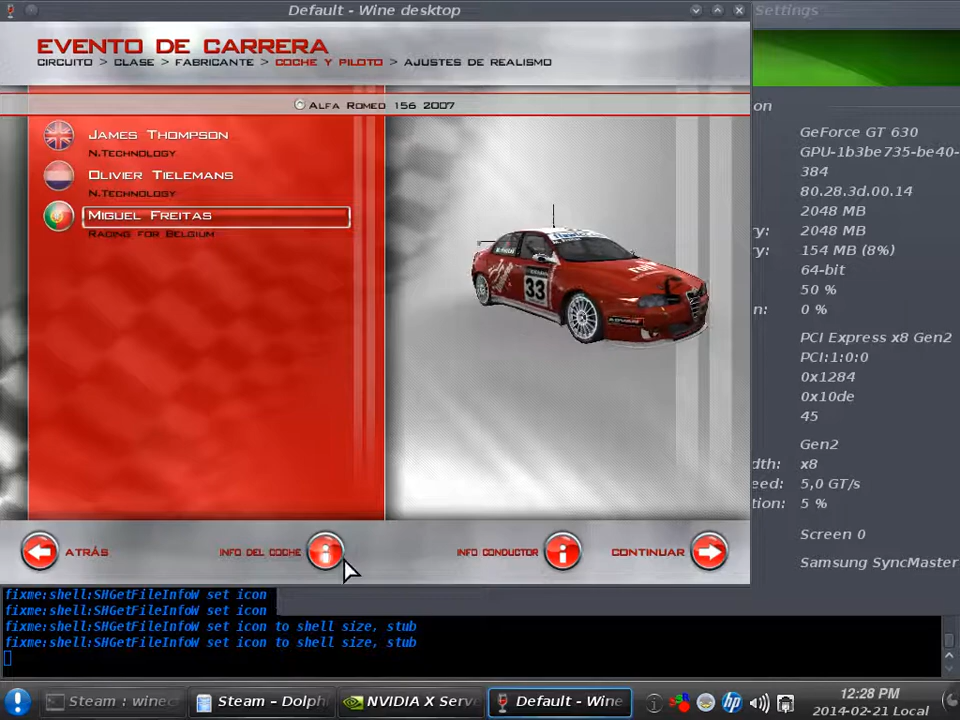 Default - Wine desktop
Settings
EVENTO DE CARRERA
CIRCUITO > CLASE > FABRICANTE > COCHE Y PILOTO > AJUSTES DE REALISMO
ALFA ROMEO 156 2007
JAMES THOMPSON
N.TECHNOLOGY
OLIVIER TIELEMANS
N.TECHNOLOGY
MIGUEL FREITAS
RACING FOR BELGIUM
33
ATRÁS
INFO DEL COCHE
INFO CONDUCTOR
CONTINUAR
on
GeForce GT 630
GPU-1b3be735-be40-
384
80.28.3d.00.14
2048 MB
ry: 2048 MB
ry: 154 MB (8%)
64-bit
50 %
n: 0 %
PCI Express x8 Gen2
PCI:1:0:0
0x1284
0x10de
45
Gen2
dth: x8
eed: 5,0 GT/s
tion: 5 %
Screen 0
Samsung SyncMaster
fixme:shell:SHGetFileInfoW set icon
fixme:shell:SHGetFileInfoW set icon
fixme:shell:SHGetFileInfoW set icon to shell size, stub
fixme:shell:SHGetFileInfoW set icon to shell size, stub
Steam : winec
Steam – Dolph
NVIDIA X Serv
Default - Wine
hp
12:28 PM
2014-02-21 Local